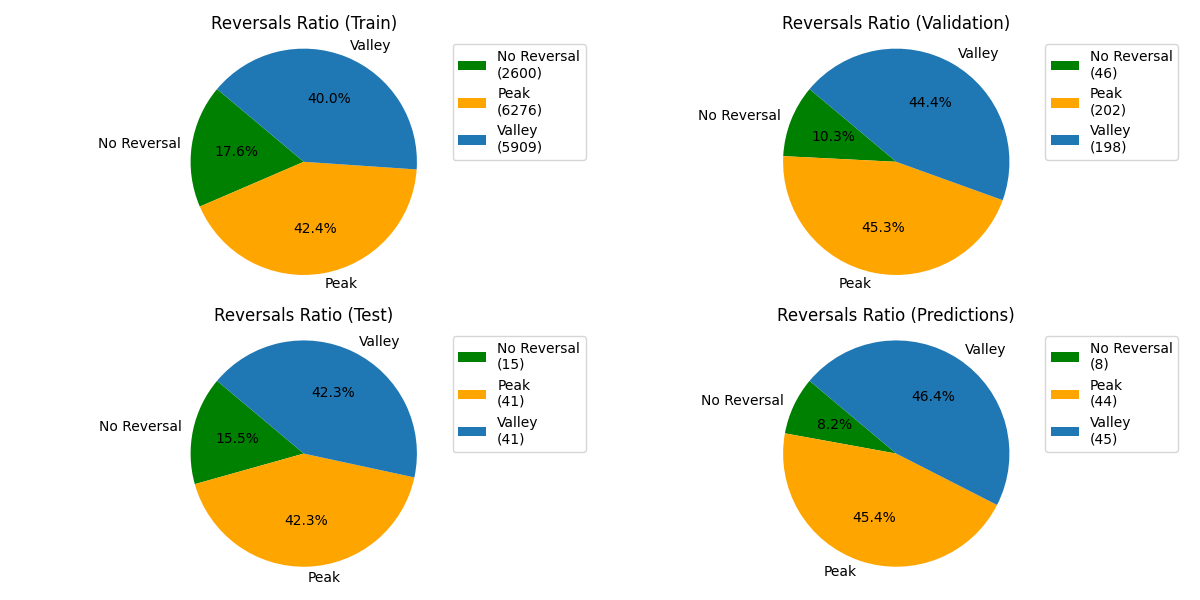 Reversals Ratio (Train)
Valley
40.0%
No Reversal
17.6%
42.4%
Peak
No Reversal
(2600)
Peak
(6276)
Valley
(5909)
Reversals Ratio (Validation)
Valley
44.4%
No Reversal
10.3%
45.3%
Peak
No Reversal
(46)
Peak
(202)
Valley
(198)
Reversals Ratio (Test)
Valley
42.3%
No Reversal
15.5%
42.3%
Peak
No Reversal
(15)
Peak
(41)
Valley
(41)
Reversals Ratio (Predictions)
Valley
46.4%
No Reversal
8.2%
45.4%
Peak
No Reversal
(8)
Peak
(44)
Valley
(45)